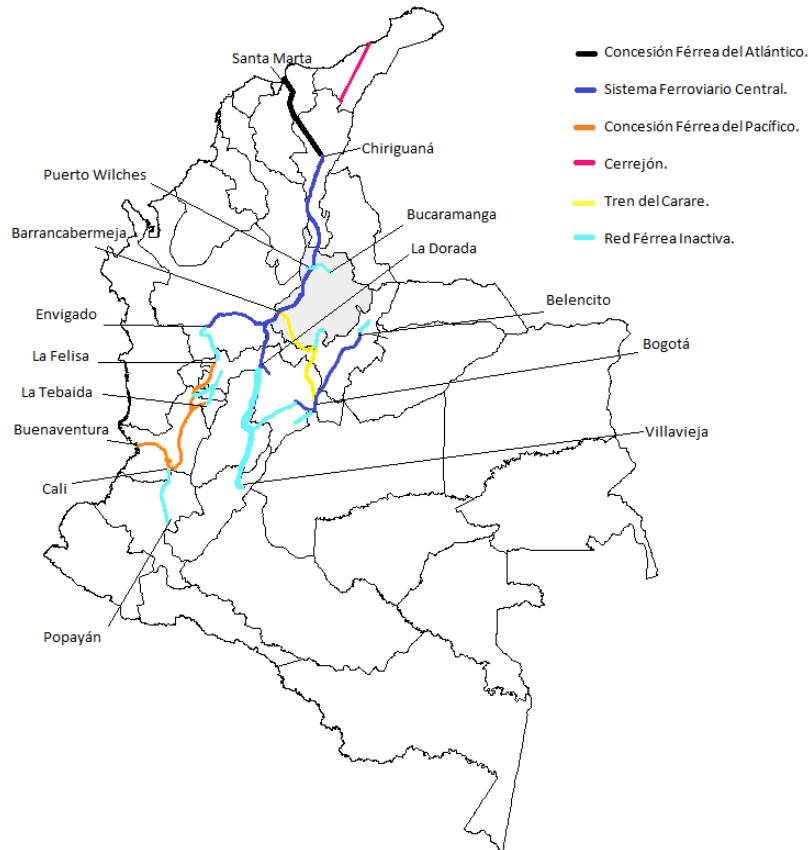 Santa Marta
Concesión Férrea del Atlántico.
Sistema Ferroviario Central.
Concesión Férrea del Pacífico.
Chiriguaná
Cerrejón.
Puerto Wilches
Tren del Carare.
Bucaramanga
Barrancabermeja
La Dorada
Red Férrea Inactiva.
Envigado
Belencito
La Felisa
Bogotá
La Tebaida
Buenaventura
Villavieja
Cali
Popayán